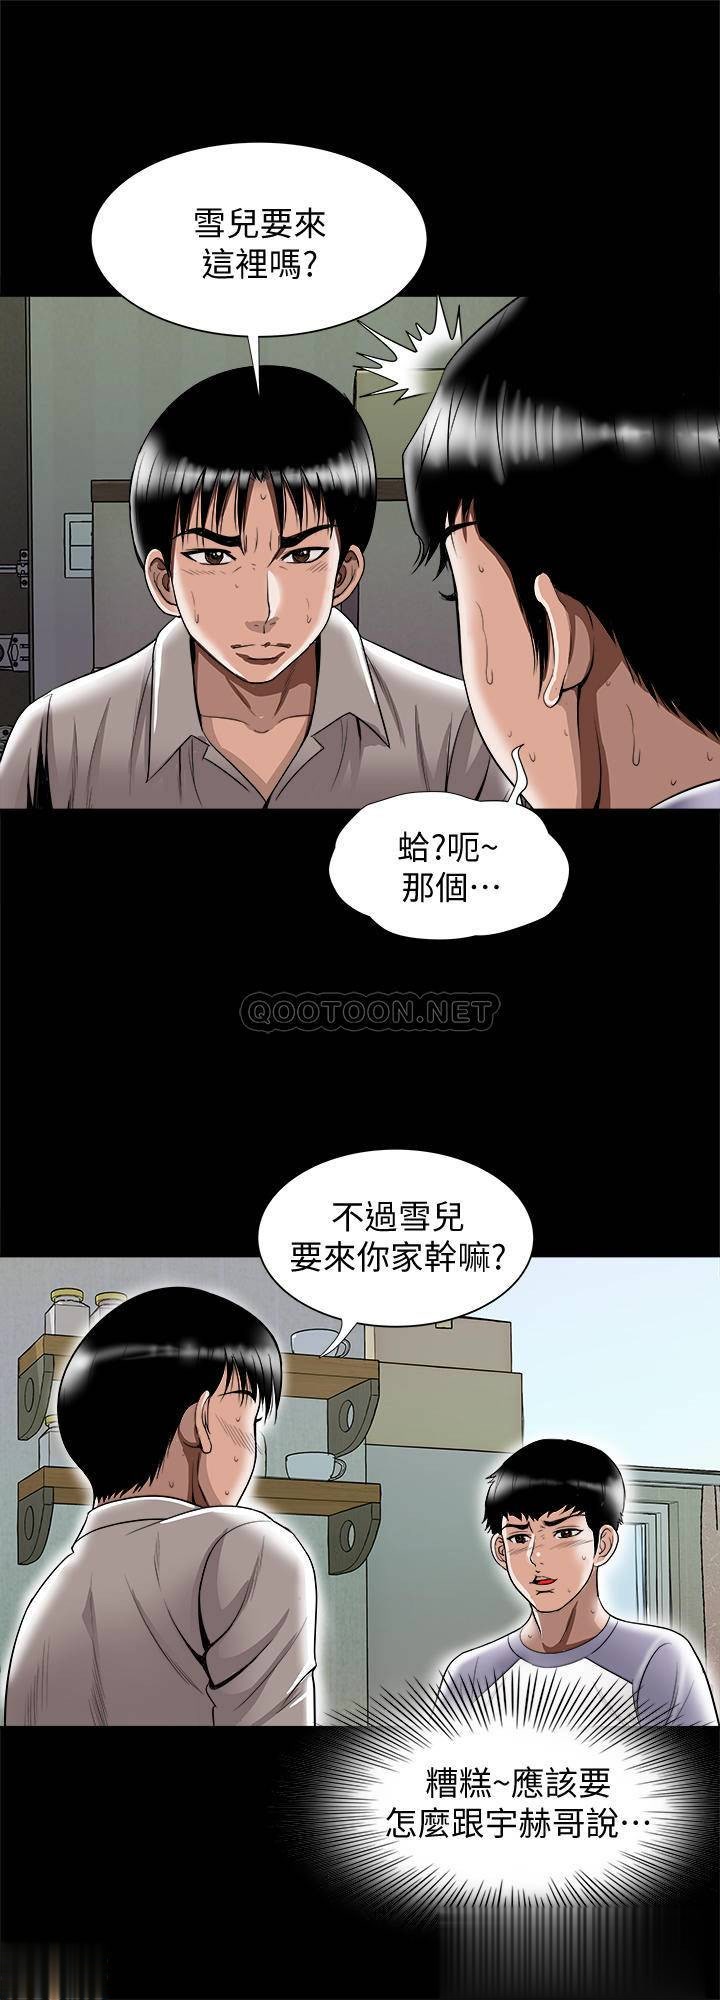 雪兒要來
這裡嗎?
蛤?呃~
那個⋯
QOOTOON.NET
不過雪兒
要來你家幹嘛?
糟糕~應該要
怎麼跟宇赫哥說⋯